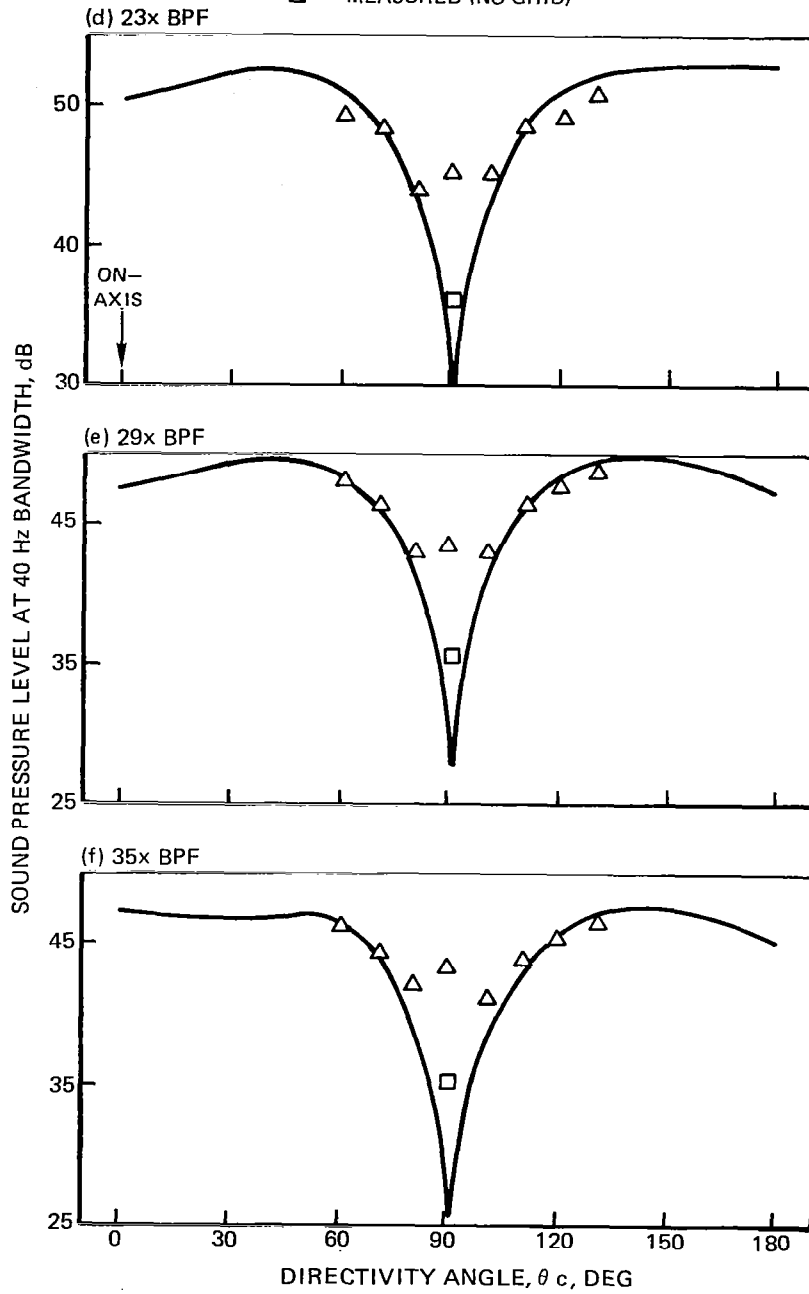 MEASURED (NO GRID)
(d) 23x BPF
50
40
30
ON-
AXIS
(e) 29x BPF
45
35
25
(f) 35x BPF
45
35
25
0 30 60 90 120 150 180
DIRECTIVITY ANGLE, θ c, DEG
SOUND PRESSURE LEVEL AT 40 Hz BANDWIDTH, dB